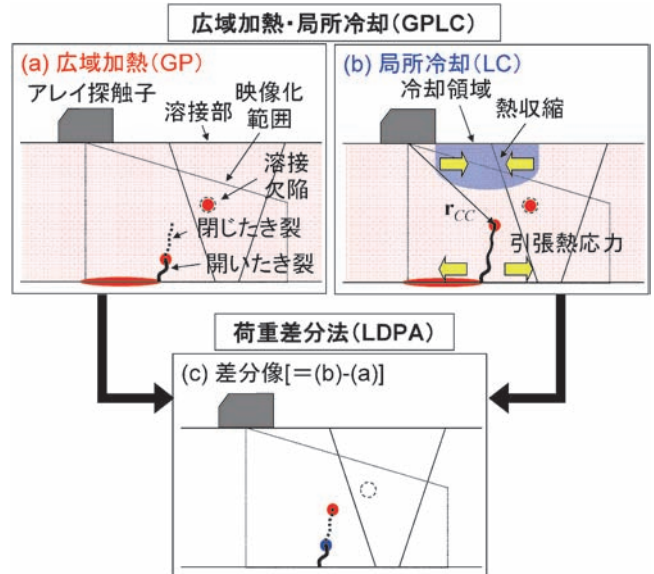 広域加熱・局所冷却(GPLC)
(a) 広域加熱(GP)
アレイ探触子
溶接部
映像化
範囲
溶接
欠陥
閉じたき裂
開いたき裂
(b) 局所冷却(LC)
冷却領域
熱収縮
rCC
引張熱応力
荷重差分法(LDPA)
(c) 差分像[=(b)-(a)]